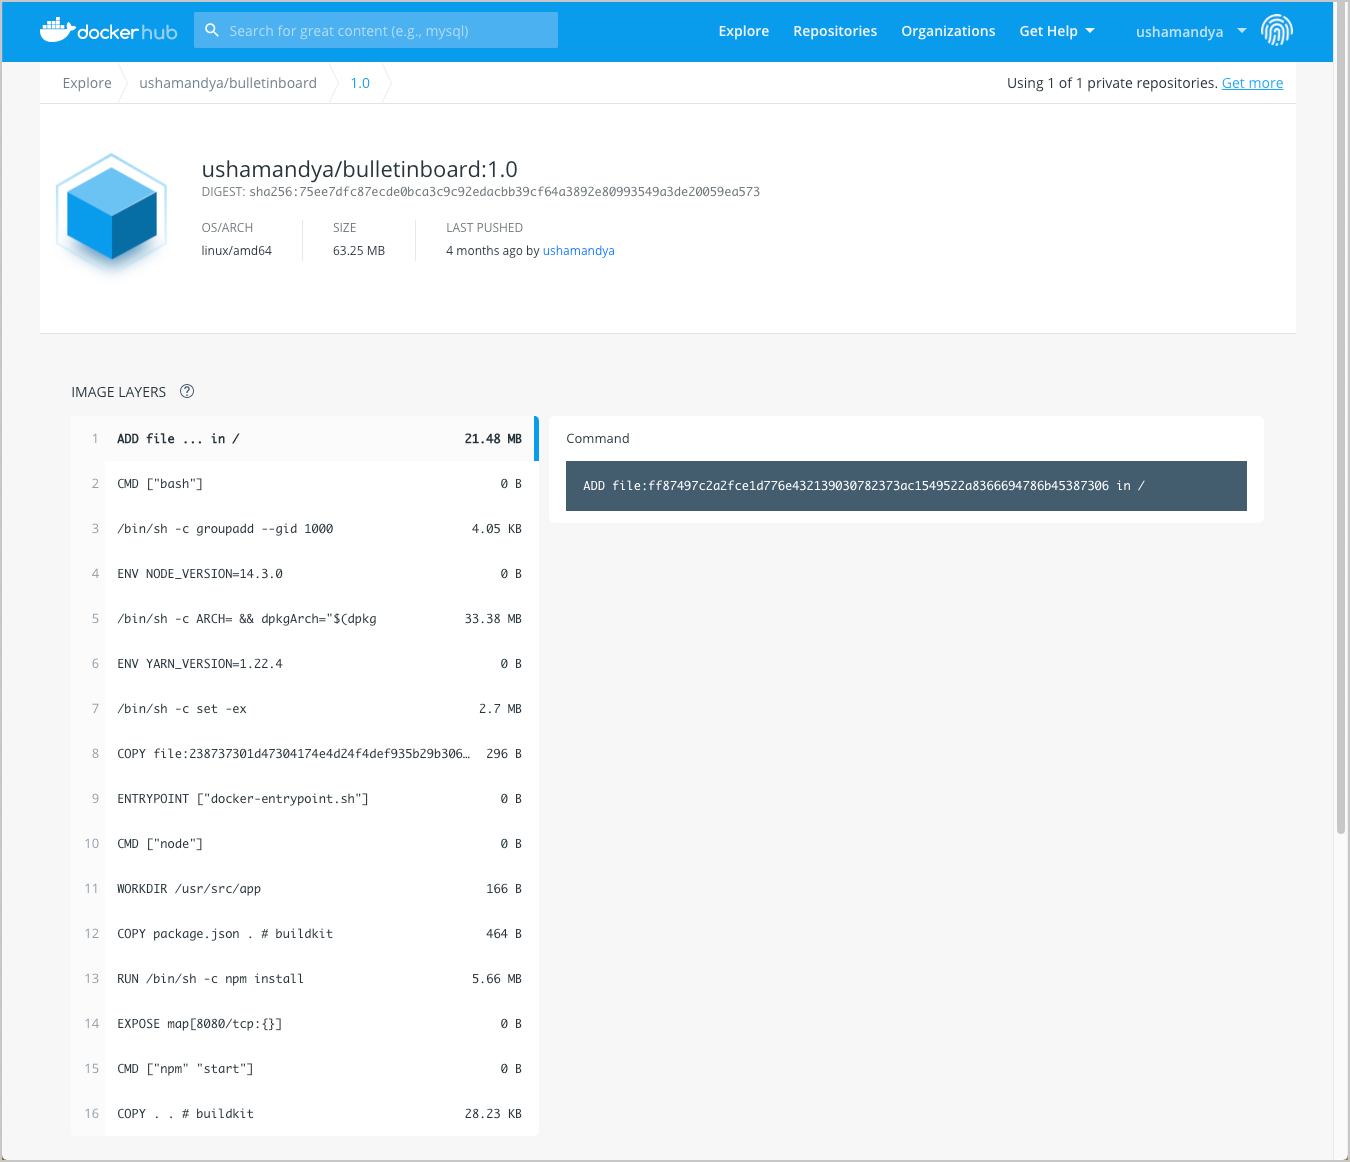 docker hub
Search for great content (e.g., mysql)
Explore Repositories Organizations Get Help ushamandya
Explore ushamandya/bulletinboard 1.0
Using 1 of 1 private repositories. Get more
ushamandya/bulletinboard:1.0
DIGEST: sha256:75ee7dfc87ecde0bca3c9c92edacbb39cf64a3892e80993549a3de20059ea573
OS/ARCH SIZE LAST PUSHED
linux/amd64 63.25 MB 4 months ago by ushamandya
IMAGE LAYERS ?
1 ADD file ... in / 21.48 MB
2 CMD ["bash"] 0 B
3 /bin/sh -c groupadd --gid 1000 4.05 KB
4 ENV NODE_VERSION=14.3.0 0 B
5 /bin/sh -c ARCH= && dpkgArch="$(dpkg 33.38 MB
6 ENV YARN_VERSION=1.22.4 0 B
7 /bin/sh -c set -ex 2.7 MB
8 COPY file:238737301d47304174e4d24f4def935b29b306… 296 B
9 ENTRYPOINT ["docker-entrypoint.sh"] 0 B
10 CMD ["node"] 0 B
11 WORKDIR /usr/src/app 166 B
12 COPY package.json . # buildkit 464 B
13 RUN /bin/sh -c npm install 5.66 MB
14 EXPOSE map[8080/tcp:{}] 0 B
15 CMD ["npm" "start"] 0 B
16 COPY . . # buildkit 28.23 KB
Command
ADD file:ff87497c2a2fce1d776e432139030782373ac1549522a8366694786b45387306 in /